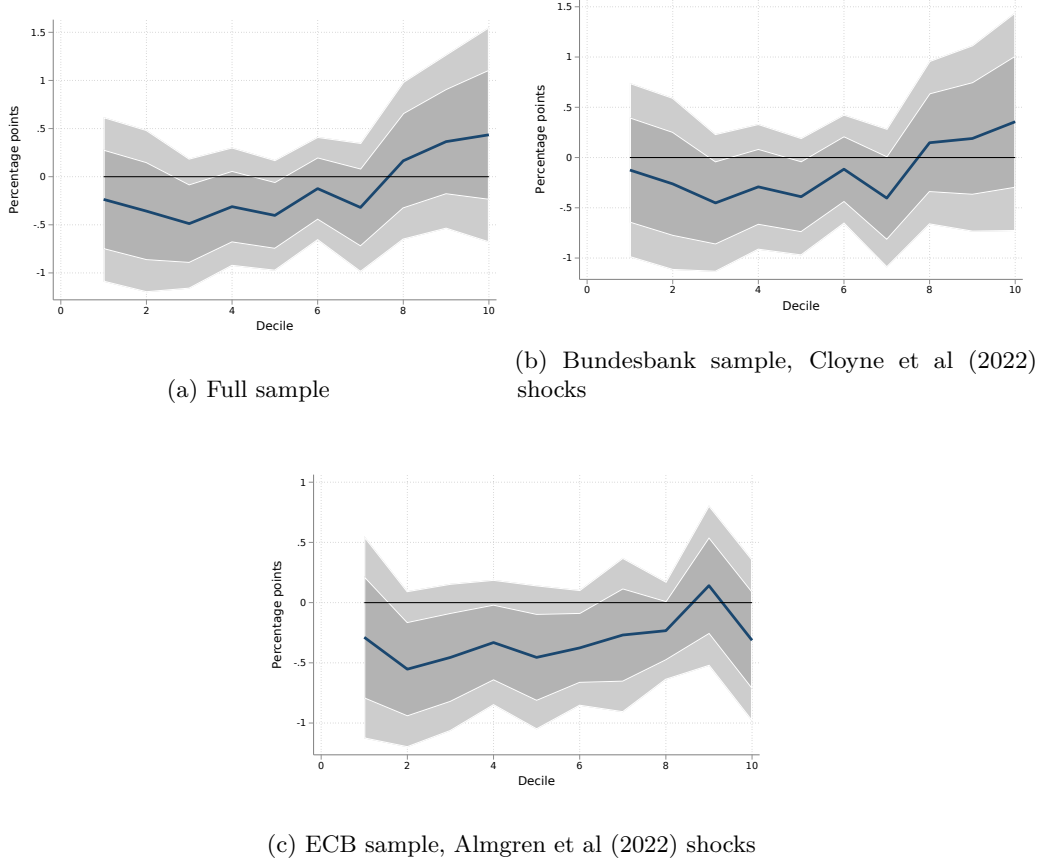 1.5
1
.5
0
-.5
-1
Percentage points
0 2 4 6 8 10
Decile
(a) Full sample
1.5
1
.5
0
-.5
-1
Percentage points
0 2 4 6 8 10
Decile
(b) Bundesbank sample, Cloyne et al (2022)
shocks
1
.5
0
-.5
-1
Percentage points
0 2 4 6 8 10
Decile
(c) ECB sample, Almgren et al (2022) shocks